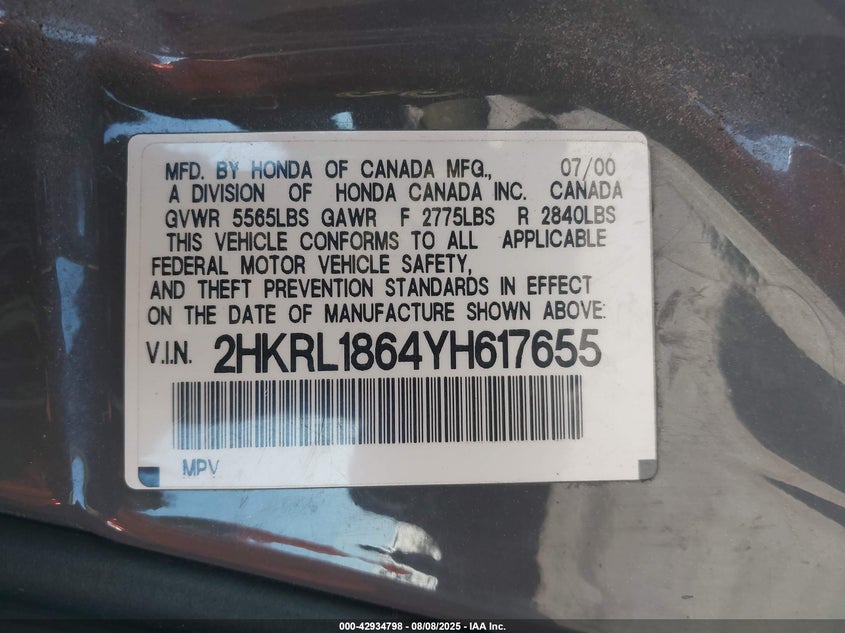 MFD. BY HONDA OF CANADA MFG., 07/00
A DIVISION OF HONDA CANADA INC. CANADA
GVWR 5565LBS GAWR F 2775LBS R 2840LBS
THIS VEHICLE CONFORMS TO ALL APPLICABLE
FEDERAL MOTOR VEHICLE SAFETY,
AND THEFT PREVENTION STANDARDS IN EFFECT
ON THE DATE OF MANUFACTURE SHOWN ABOVE:
V.I.N. 2HKRL1864YH617655
MPV
000-42934798 - 08/08/2025 - IAA Inc.